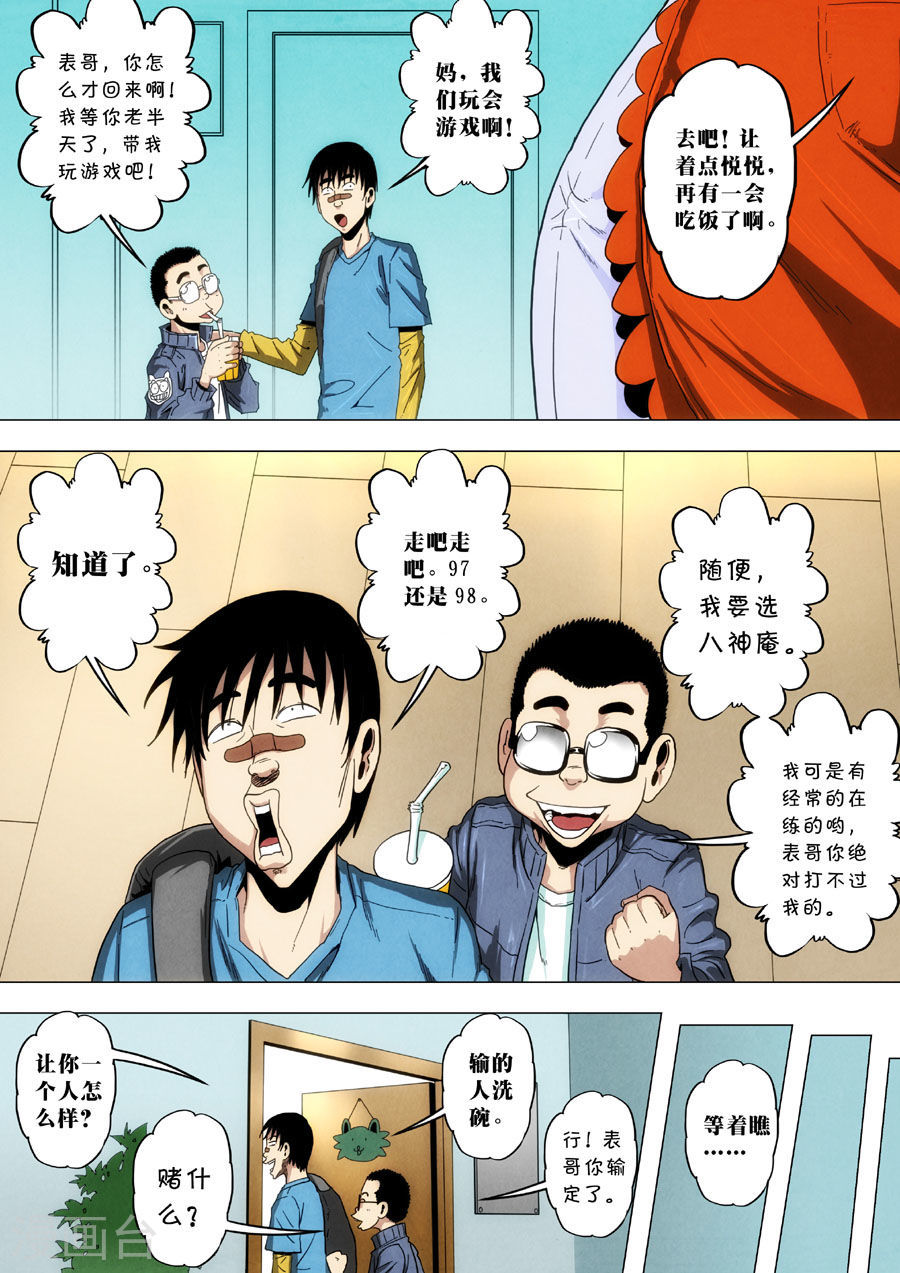 表哥，你怎
么才回来啊！
我等你老半
天了，带我
玩游戏吧！
妈，我
们玩会
游戏啊！
去吧！让
着点悦悦，
再有一会
吃饭了啊。
知道了。
走吧走
吧。97
还是98。
随便，
我要选
八神庵。
我可是有
经常的在
练的哟，
表哥你绝
对打不过
我的。
让你一
个人怎
么样？
赌什
么？
输的
人洗
碗。
行！表
哥你输
定了。
等着瞧
……
画台